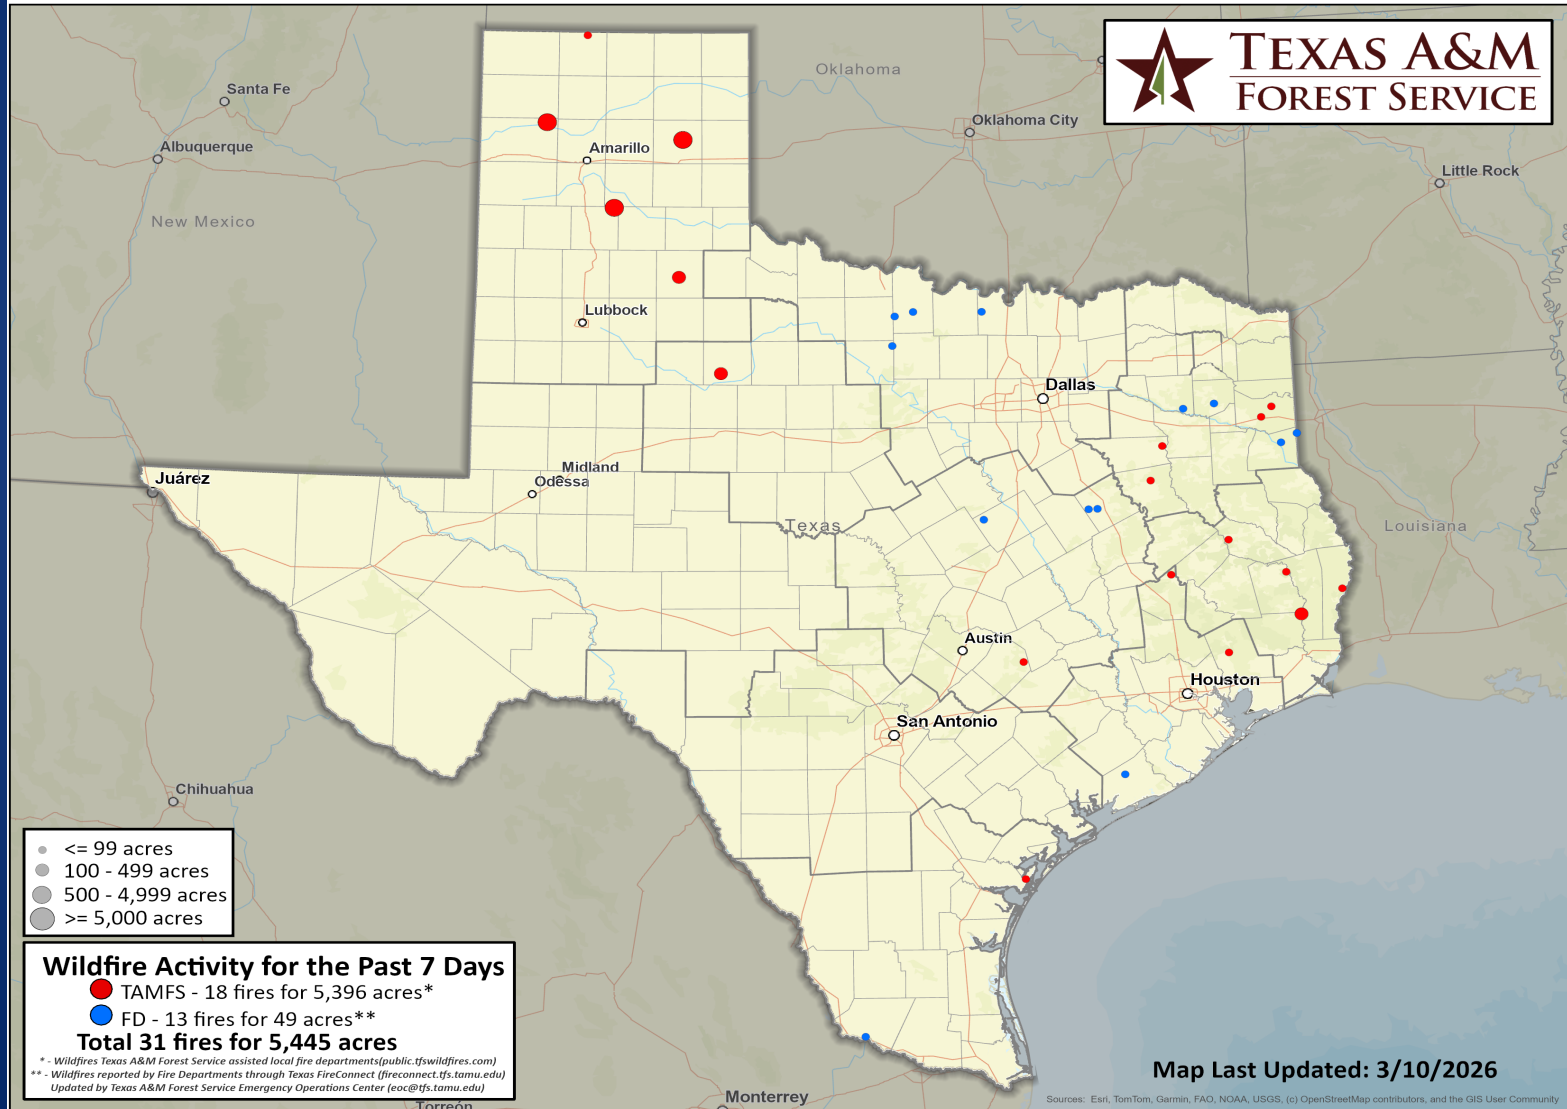 TEXAS A&M
FOREST SERVICE
Oklahoma
Santa Fe
Oklahoma City
Albuquerque
Amarillo
Little Rock
New Mexico
Lubbock
Dallas
Midland
Odessa
Juárez
Texas
Louisiana
Austin
Houston
San Antonio
Chihuahua
<= 99 acres
100 - 499 acres
500 - 4,999 acres
>= 5,000 acres
Wildfire Activity for the Past 7 Days
TAMFS - 18 fires for 5,396 acres*
FD - 13 fires for 49 acres**
Total 31 fires for 5,445 acres
* - Wildfires Texas A&M Forest Service assisted local fire departments(public.tfswildfires.com)
** - Wildfires reported by Fire Departments through Texas FireConnect (fireconnect.tfs.tamu.edu)
Updated by Texas A&M Forest Service Emergency Operations Center (eoc@tfs.tamu.edu)
Map Last Updated: 3/10/2026
Monterrey
Sources: Esri, TomTom, Garmin, FAO, NOAA, USGS, (c) OpenStreetMap contributors, and the GIS User Community
Torreón